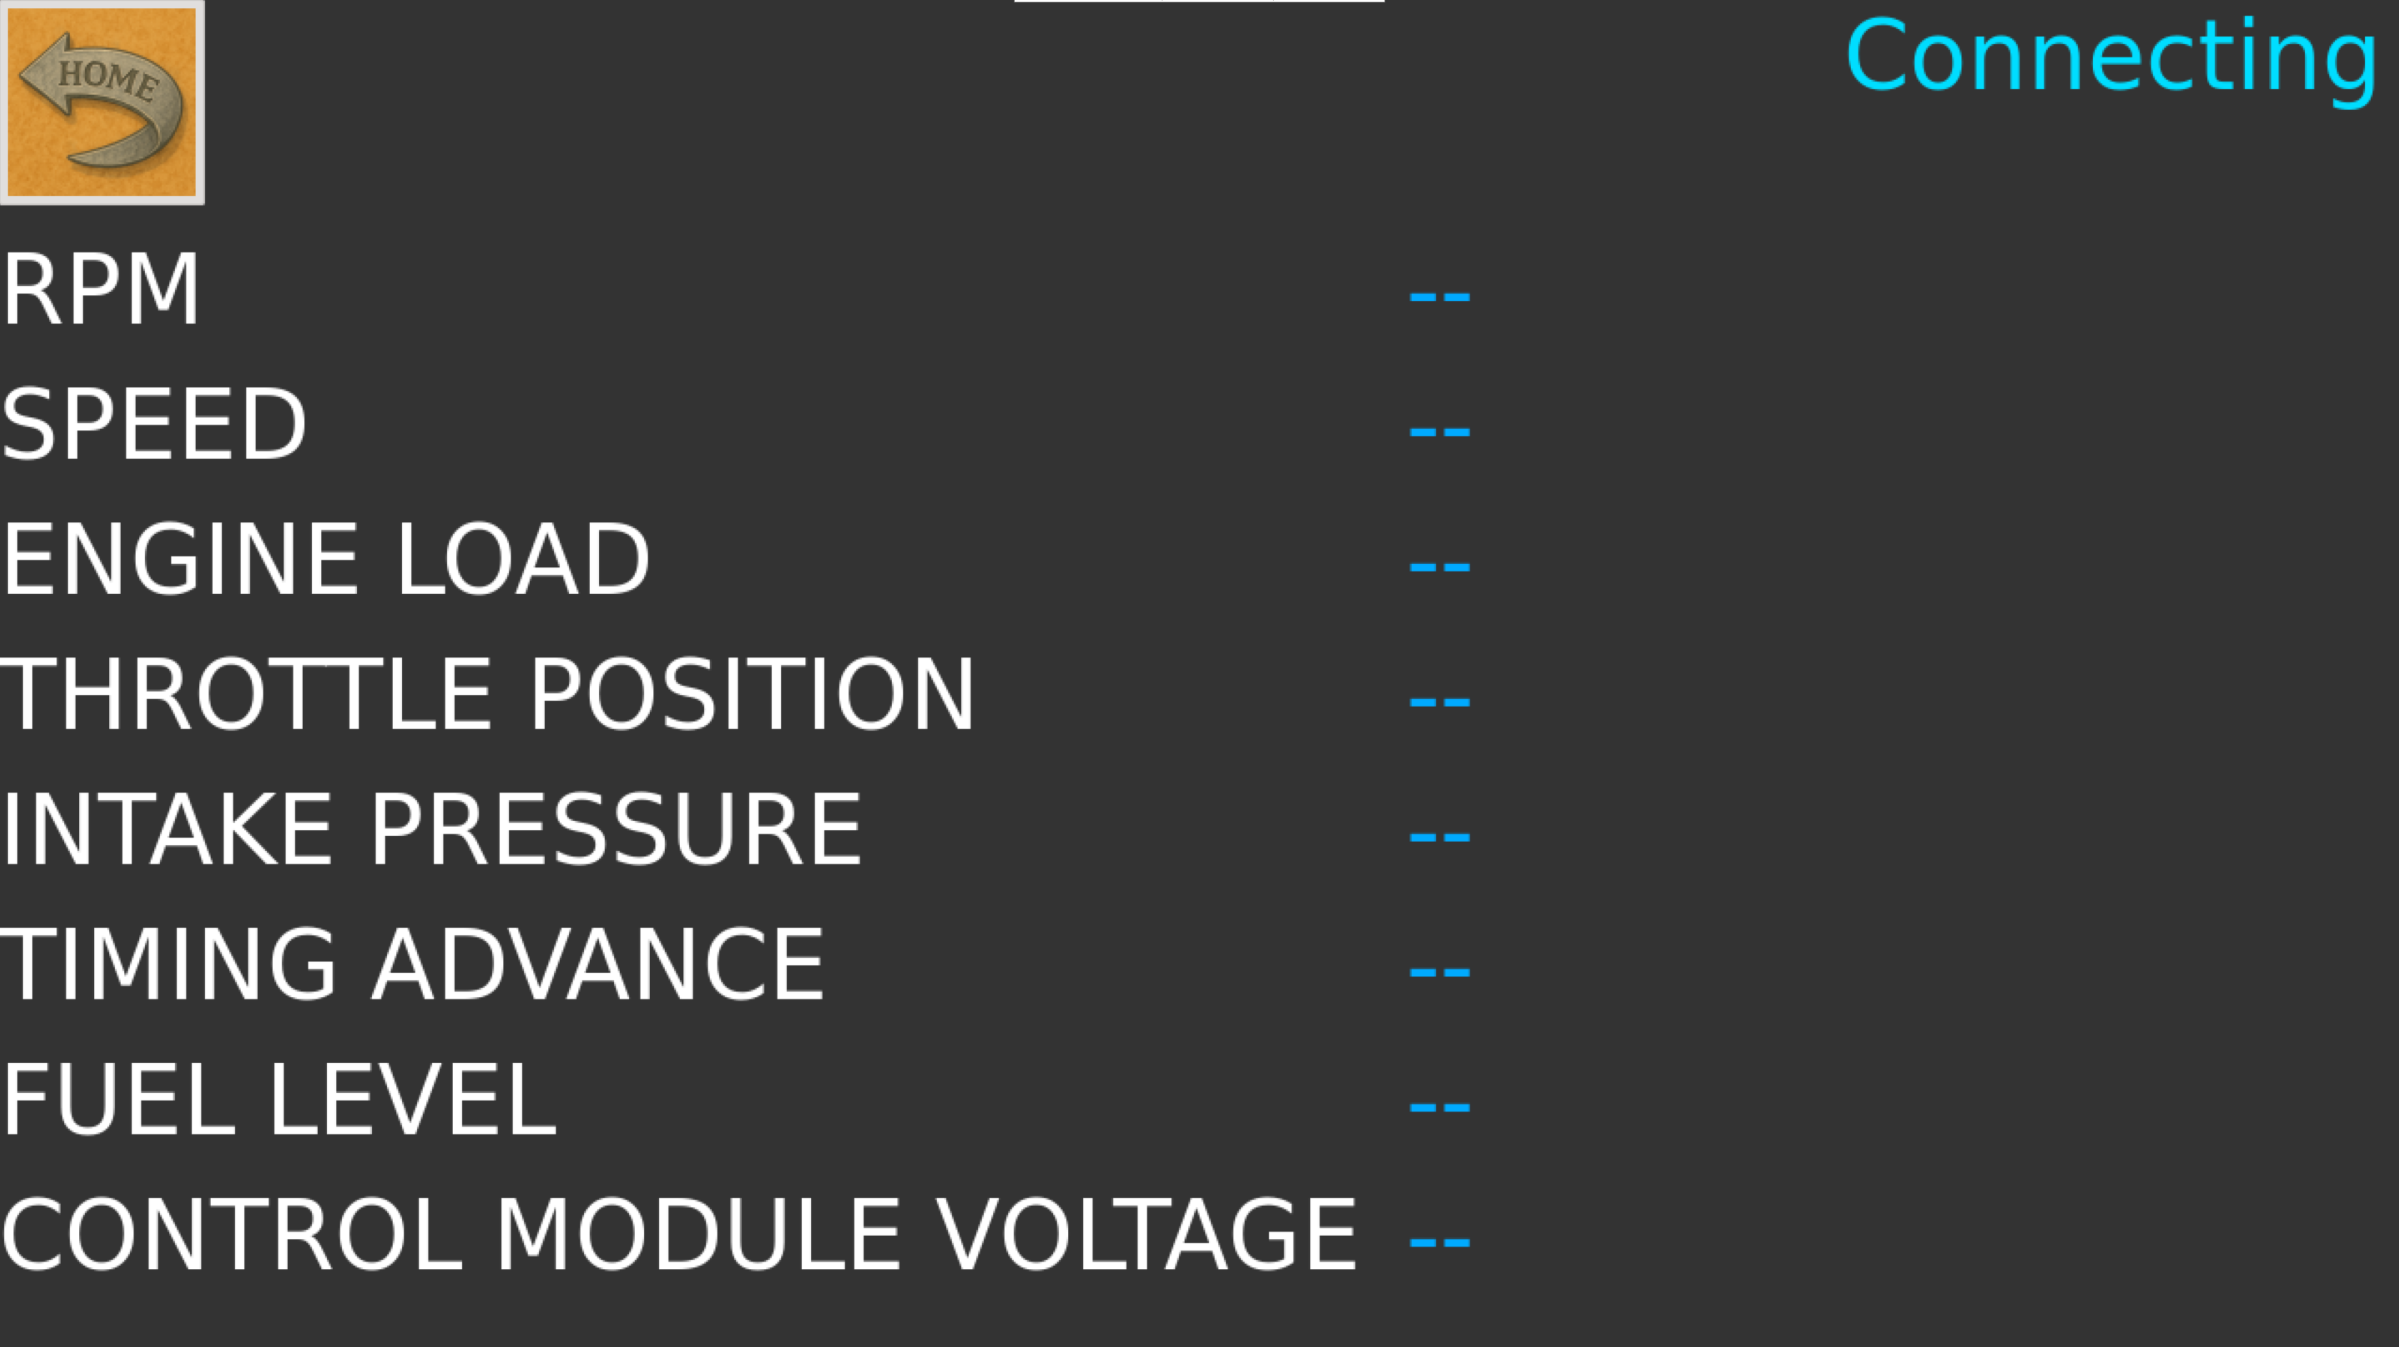 HOME
Connecting
RPM --
SPEED --
ENGINE LOAD --
THROTTLE POSITION --
INTAKE PRESSURE --
TIMING ADVANCE --
FUEL LEVEL --
CONTROL MODULE VOLTAGE --